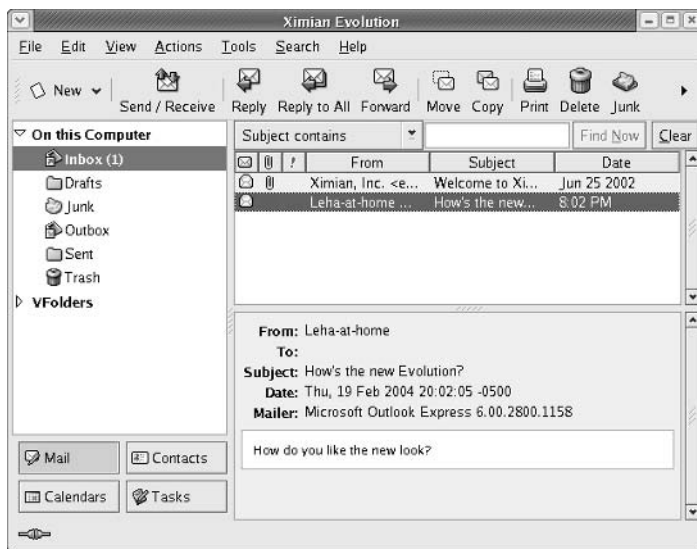 Ximian Evolution
File Edit View Actions Tools Search Help
New Send / Receive Reply Reply to All Forward Move Copy Print Delete Junk
On this Computer
Inbox (1)
Drafts
Junk
Outbox
Sent
Trash
VFolders
Mail Contacts
Calendars Tasks
Subject contains Find Now Clear
! From Subject Date
Ximian, Inc. <e... Welcome to Xi... Jun 25 2002
Leha-at-home ... How's the new... 8:02 PM
From: Leha-at-home
To:
Subject: How's the new Evolution?
Date: Thu, 19 Feb 2004 20:02:05 -0500
Mailer: Microsoft Outlook Express 6.00.2800.1158
How do you like the new look?